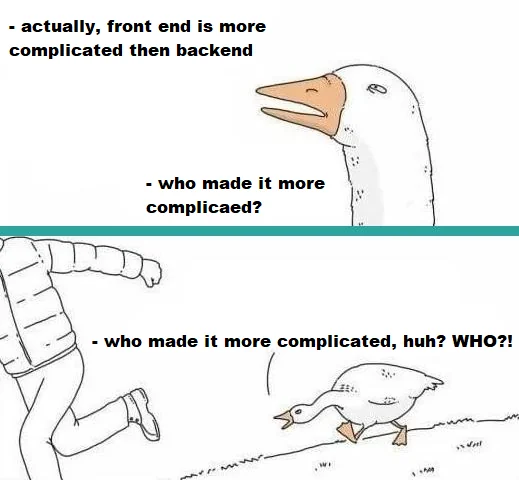 - actually, front end is more
complicated then backend
- who made it more
complicaed?
- who made it more complicated, huh? WHO?!